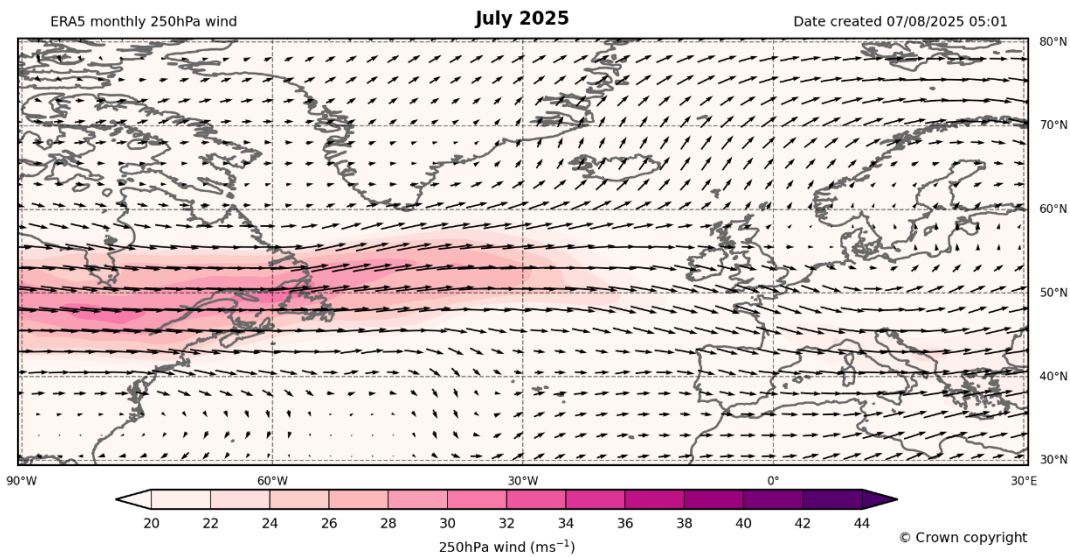 ERA5 monthly 250hPa wind
July 2025
Date created 07/08/2025 05:01
80°N
70°N
60°N
50°N
40°N
30°N
90°W 60°W 30°W 0° 30°E
20 22 24 26 28 30 32 34 36 38 40 42 44
250hPa wind (ms⁻¹)
© Crown copyright